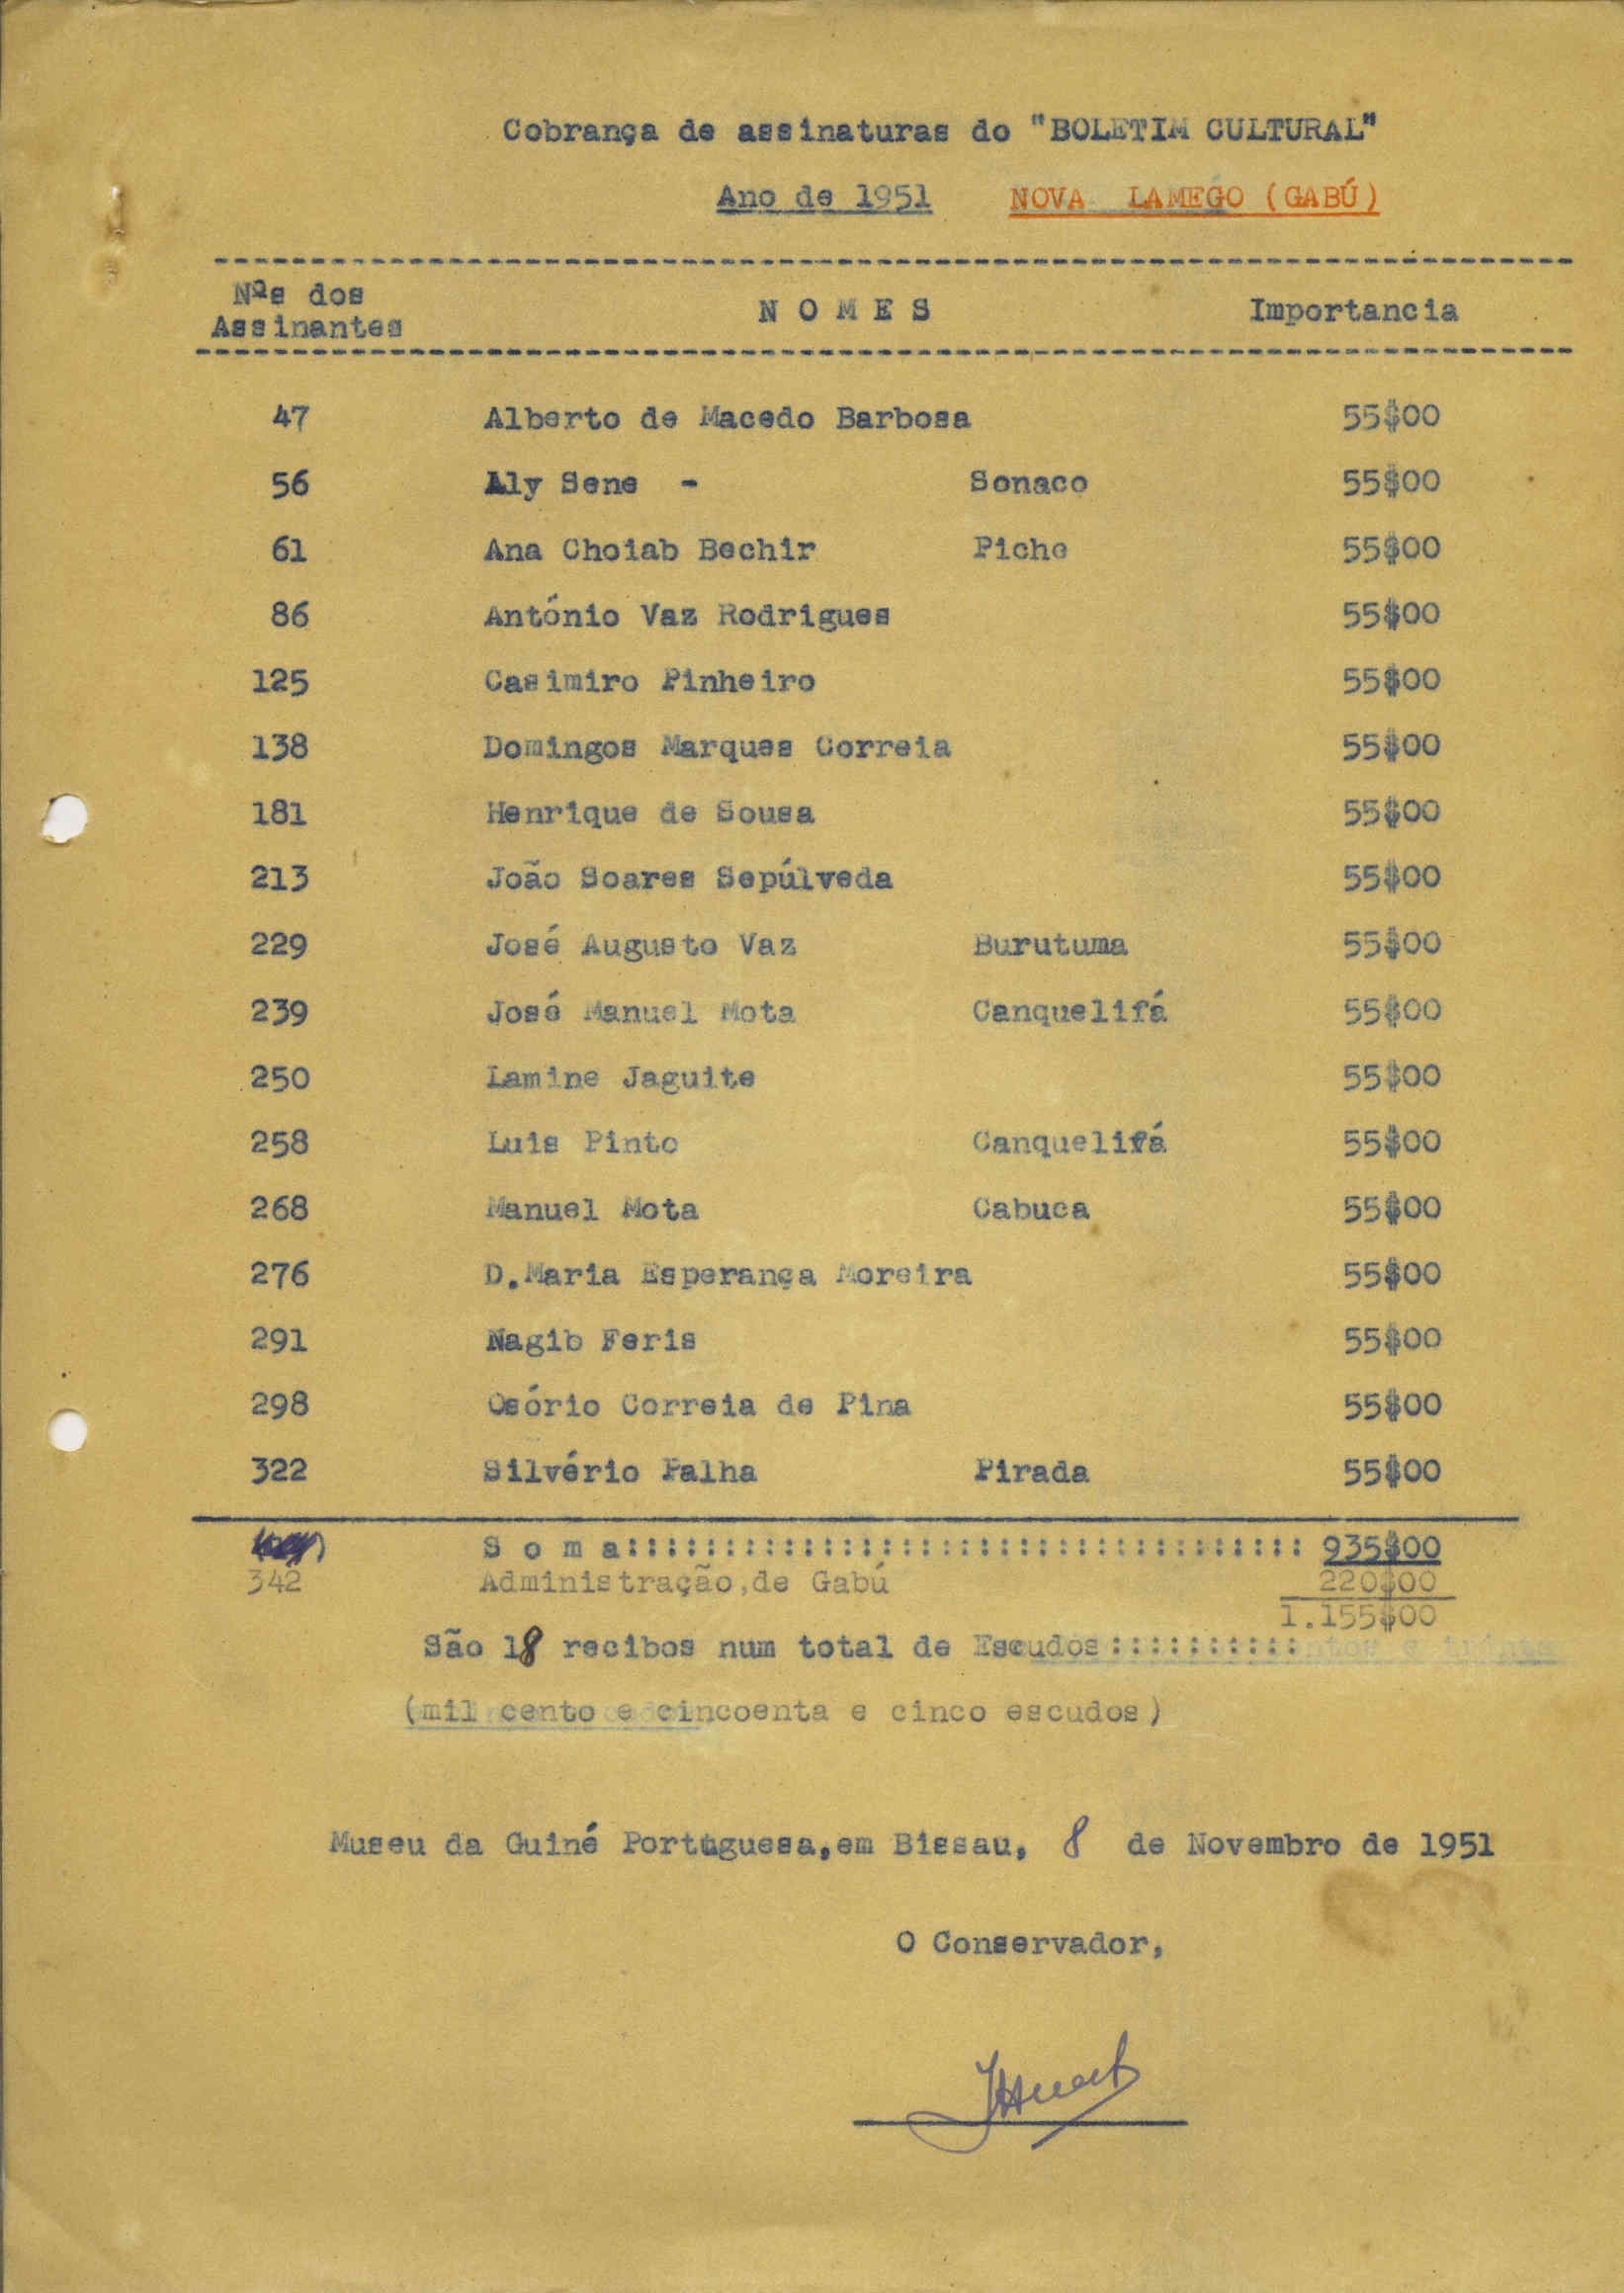 Cobrança de assinaturas do "BOLETIM CULTURAL"
Ano de 1951 NOVA LAMEGO (GABÚ)
Nºs dos
Assinantes
N O M E S
Importancia
47 Alberto de Macedo Barbosa 55$00
56 Aly Sene - Sonaco 55$00
61 Ana Choiab Bechir Piche 55$00
86 António Vaz Rodrigues 55$00
125 Casimiro Pinheiro 55$00
138 Domingos Marques Correia 55$00
181 Henrique de Sousa 55$00
213 João Soares Sepúlveda 55$00
229 José Augusto Vaz Burutuma 55$00
239 José Manuel Mota Canquelifá 55$00
250 Lamine Jaguite 55$00
258 Luis Pinto Canquelifá 55$00
268 Manuel Mota Cabuca 55$00
276 D.Maria Esperança Moreira 55$00
291 Nagib Feris 55$00
298 Osório Correia de Pina 55$00
322 Silvério Palha Pirada 55$00
S o m a::::::::::::::::::::::::::::::::::: 935$00
342 Administração,de Gabú 220$00
1.155$00
São 18 recibos num total de Escudos::::::::::
(mil cento e cincoenta e cinco escudos)
Museu da Guiné Portuguesa,em Bissau, 8 de Novembro de 1951
O Conservador,